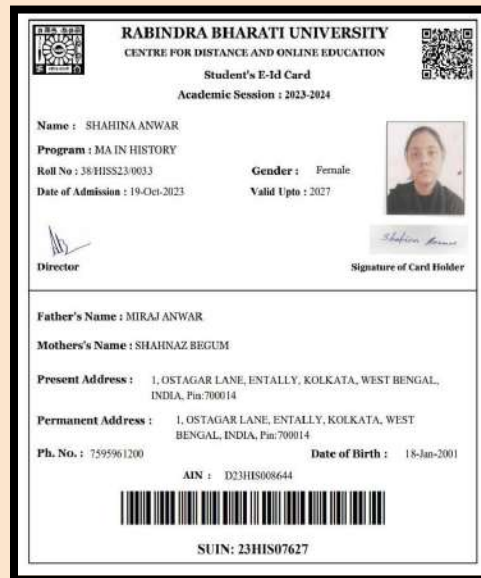 RABINDRA BHARATI UNIVERSITY
CENTRE FOR DISTANCE AND ONLINE EDUCATION
Student's E-Id Card
Academic Session : 2023-2024
Name : SHAHINA ANWAR
Program : MA IN HISTORY
Roll No : 38/HISS23/0033 Gender : Female
Date of Admission : 19-Oct-2023 Valid Upto : 2027
Shahina Anwar
Director Signature of Card Holder
Father's Name : MIRAJ ANWAR
Mothers's Name : SHAHNAZ BEGUM
Present Address : 1, OSTAGAR LANE, ENTALLY, KOLKATA, WEST BENGAL,
INDIA, Pin:700014
Permanent Address : 1, OSTAGAR LANE, ENTALLY, KOLKATA, WEST
BENGAL, INDIA, Pin:700014
Ph. No. : 7595961200 Date of Birth : 18-Jan-2001
AIN : D23HIS008644
SUIN: 23HIS07627